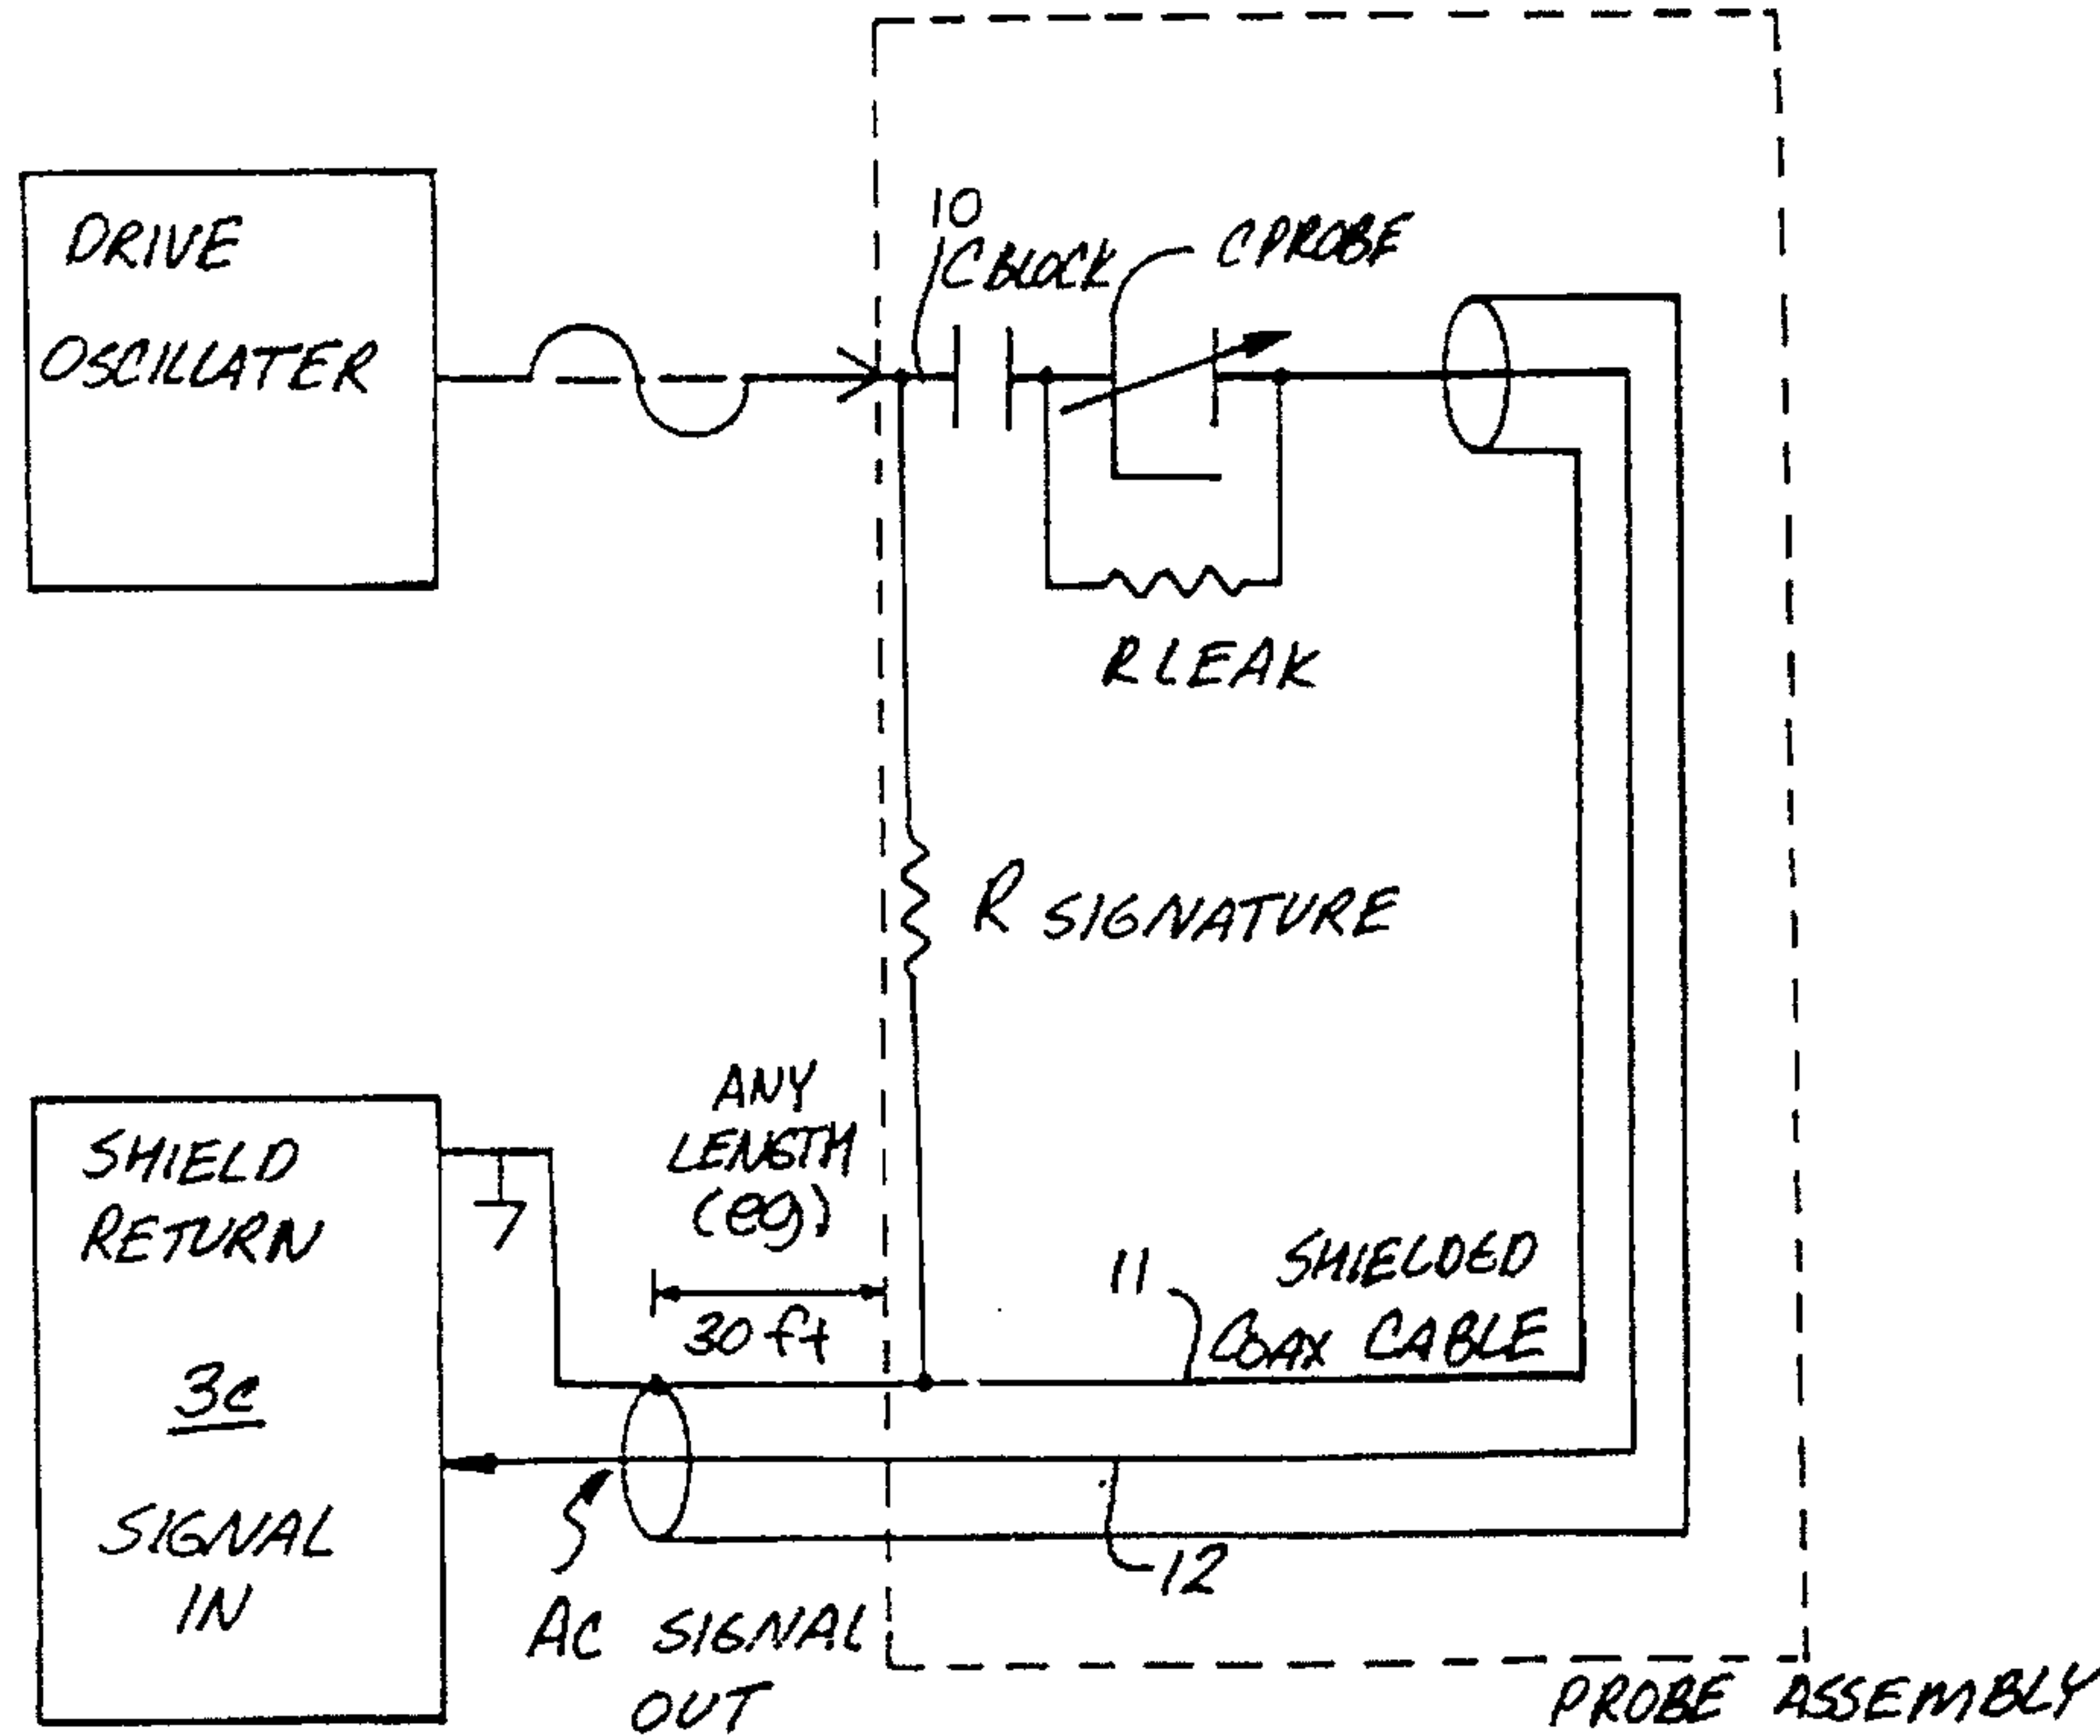 DRIVE
OSCILLATER
10
C BLOCK
C PROBE
R LEAK
R SIGNATURE
ANY
LENGTH
(eg)
30 ft
SHIELD
RETURN
3c
SIGNAL
IN
11
SHIELDED
COAX CABLE
12
AC SIGNAL
OUT
PROBE ASSEMBLY